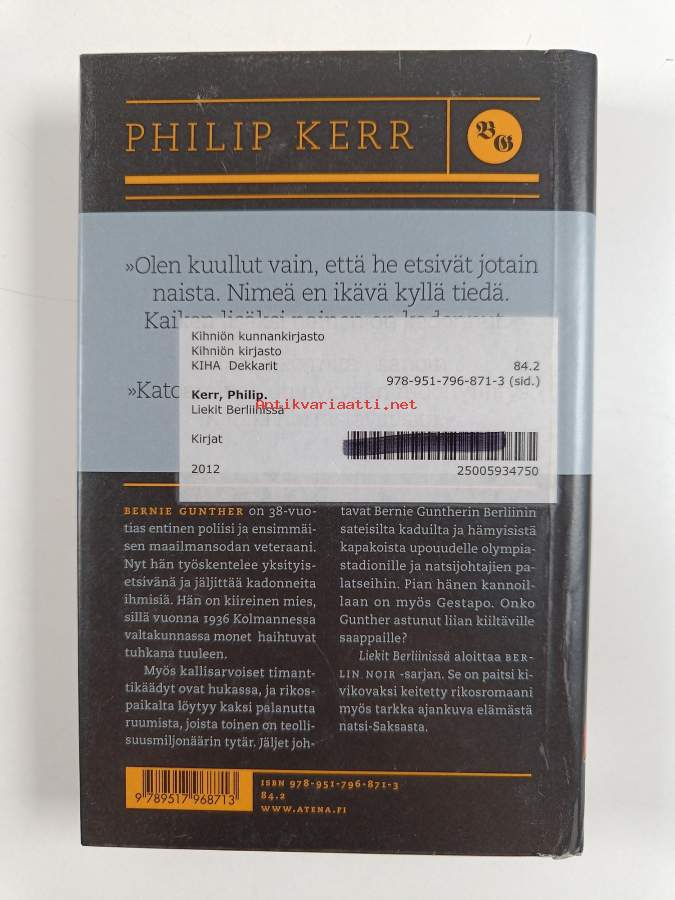 PHILIP KERR
BG
»Olen kuullut vain, että he etsivät jotain
naista. Nimeä en ikävä kyllä tiedä.
Kihniön kunnankirjasto
Kihniön kirjasto
KIHA Dekkarit 84.2
978-951-796-871-3 (sid.)
Kerr, Philip.
Antikvariaatti.net
Liekit Berliinissä
Kirjat
2012 25005934750
BERNIE GUNTHER on 38-vuo-
tias entinen poliisi ja ensimmäi-
sen maailmansodan veteraani.
Nyt hän työskentelee yksityis-
etsivänä ja jäljittää kadonneita
ihmisiä. Hän on kiireinen mies,
sillä vuonna 1936 Kolmannessa
valtakunnassa monet haihtuvat
tuhkana tuuleen.
Myös kallisarvoiset timant-
tikäädyt ovat hukassa, ja rikos-
paikalta löytyy kaksi palanutta
ruumista, joista toinen on teolli-
suusmiljonäärin tytär. Jäljet joh-
tavat Bernie Guntherin Berliinin
sateisilta kaduilta ja hämyisistä
kapakoista upouudelle olympia-
stadionille ja natsijohtajien pa-
latseihin. Pian hänen kannoil-
laan on myös Gestapo. Onko
Gunther astunut liian kiiltäville
saappaille?
Liekit Berliinissä aloittaa BER-
LIN NOIR -sarjan. Se on paitsi ki-
vikovaksi keitetty rikosromaani
myös tarkka ajankuva elämästä
natsi-Saksasta.
9 789517 968713
ISBN 978-951-796-871-3
84.2
WWW.ATENA.FI